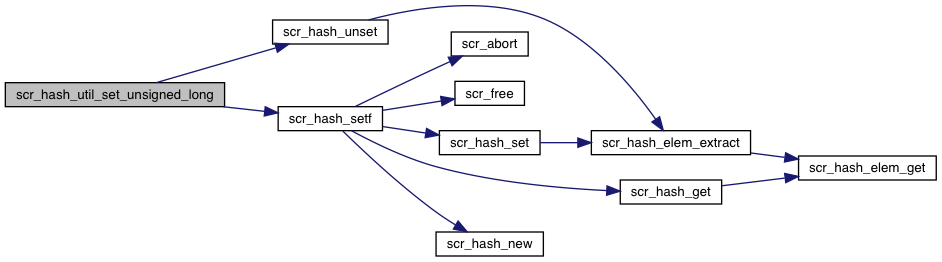 scr_hash_unset
scr_abort
scr_hash_util_set_unsigned_long
scr_free
scr_hash_setf
scr_hash_set
scr_hash_elem_extract
scr_hash_elem_get
scr_hash_get
scr_hash_new